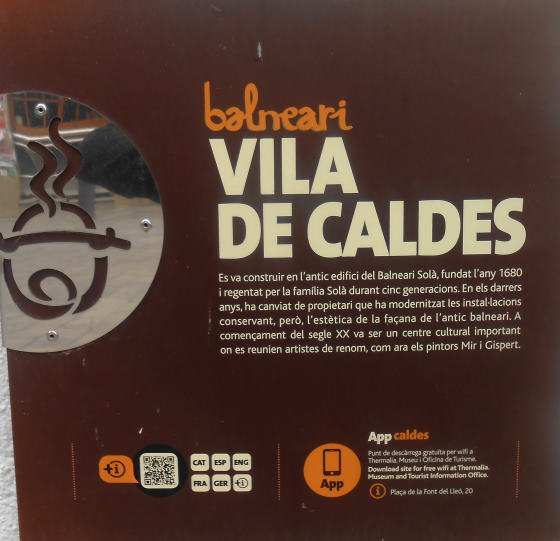 balneari
VILA
DE CALDES
Es va construir en l'antic edifici del Balneari Solà, fundat l'any 1680
i regentat per la família Solà durant cinc generacions. En els darrers
anys, ha canviat de propietari que ha modernitzat les instal·lacions
conservant, però, l'estètica de la façana de l'antic balneari. A
començament del segle XX va ser un centre cultural important
on es reunien artistes de renom, com ara els pintors Mir i Gispert.
+i
CAT ESP ENG
FRA GER +i
App
App caldes
Punt de descàrrega gratuïta per wifi a
Thermalia. Museu i Oficina de Turisme.
Download site for free wifi at Thermalia.
Museum and Tourist Information Office.
i Plaça de la Font del Lleó, 20